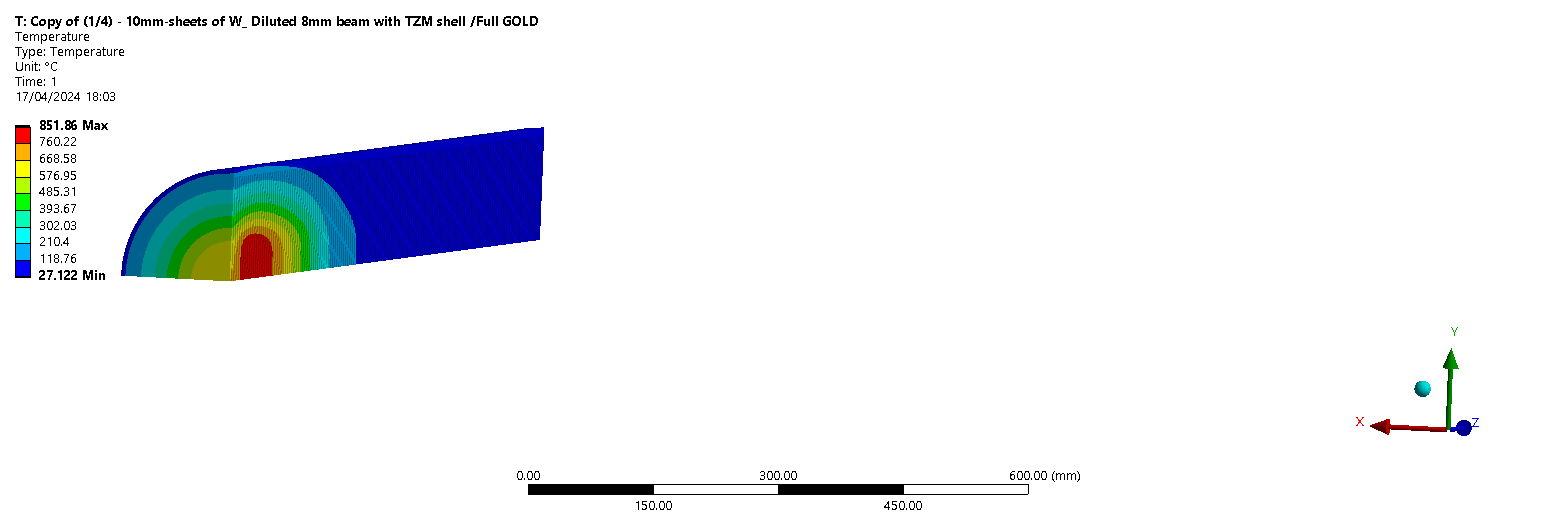 T: Copy of (1/4) - 10mm-sheets of W_ Diluted 8mm beam with TZM shell /Full GOLD
Temperature
Type: Temperature
Unit: °C
Time: 1
17/04/2024 18:03
851.86 Max
760.22
668.58
576.95
485.31
393.67
302.03
210.4
118.76
27.122 Min
Y
X
Z
0.00 300.00 600.00 (mm)
150.00 450.00